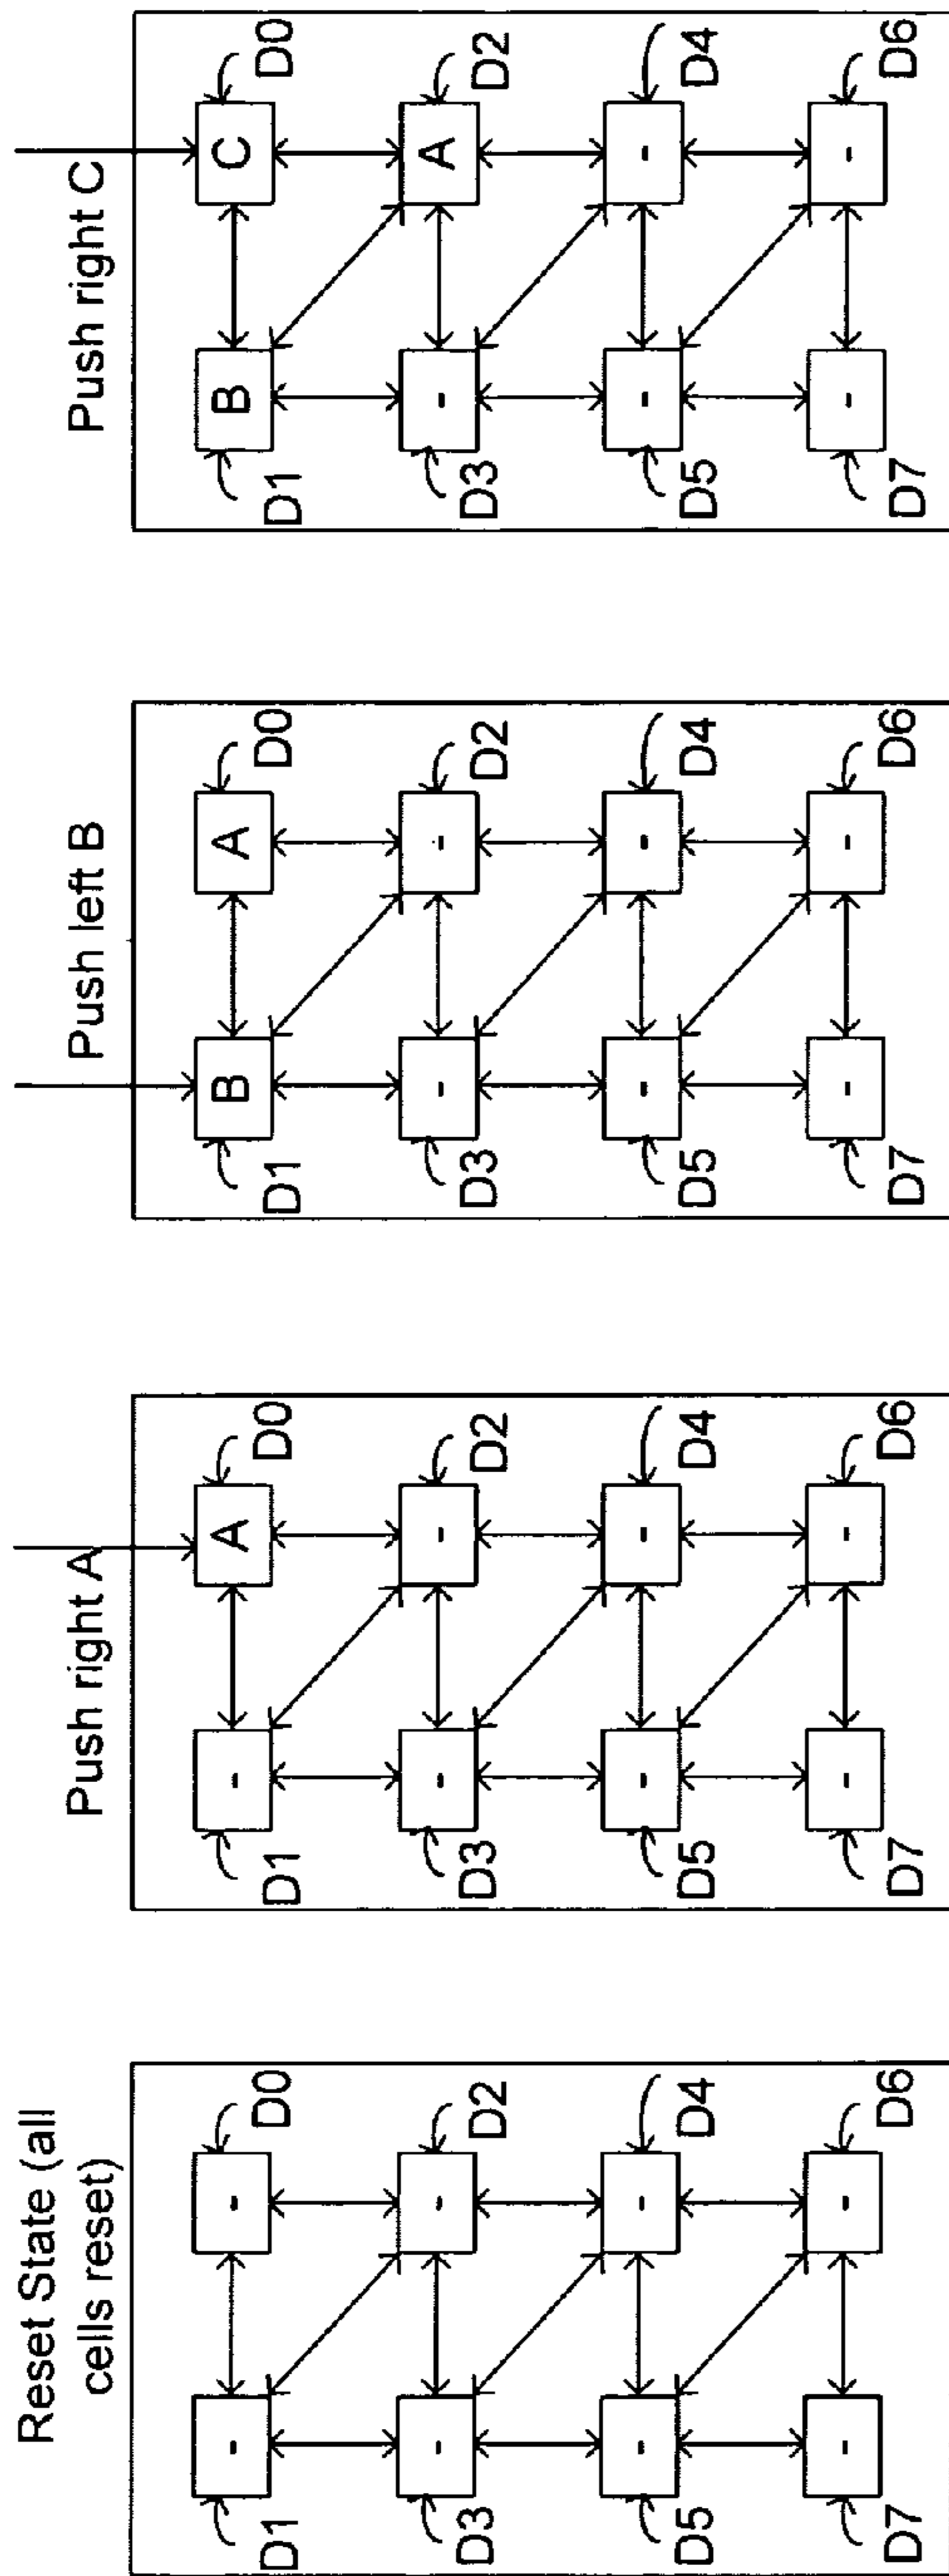 Reset State (all
cells reset)
- -
D1 D0
- -
D3 D2
- -
D5 D4
- -
D7 D6
Push right A
- A
D1 D0
- -
D3 D2
- -
D5 D4
- -
D7 D6
Push left B
B A
D1 D0
- -
D3 D2
- -
D5 D4
- -
D7 D6
Push right C
B C
D1 D0
- A
D3 D2
- -
D5 D4
- -
D7 D6